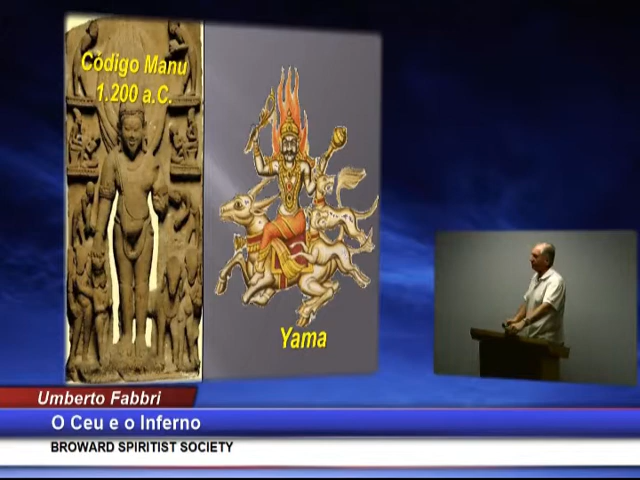 Código Manu
1.200 a.C.
Yama
Umberto Fabbri
O Ceu e o Inferno
BROWARD SPIRITIST SOCIETY